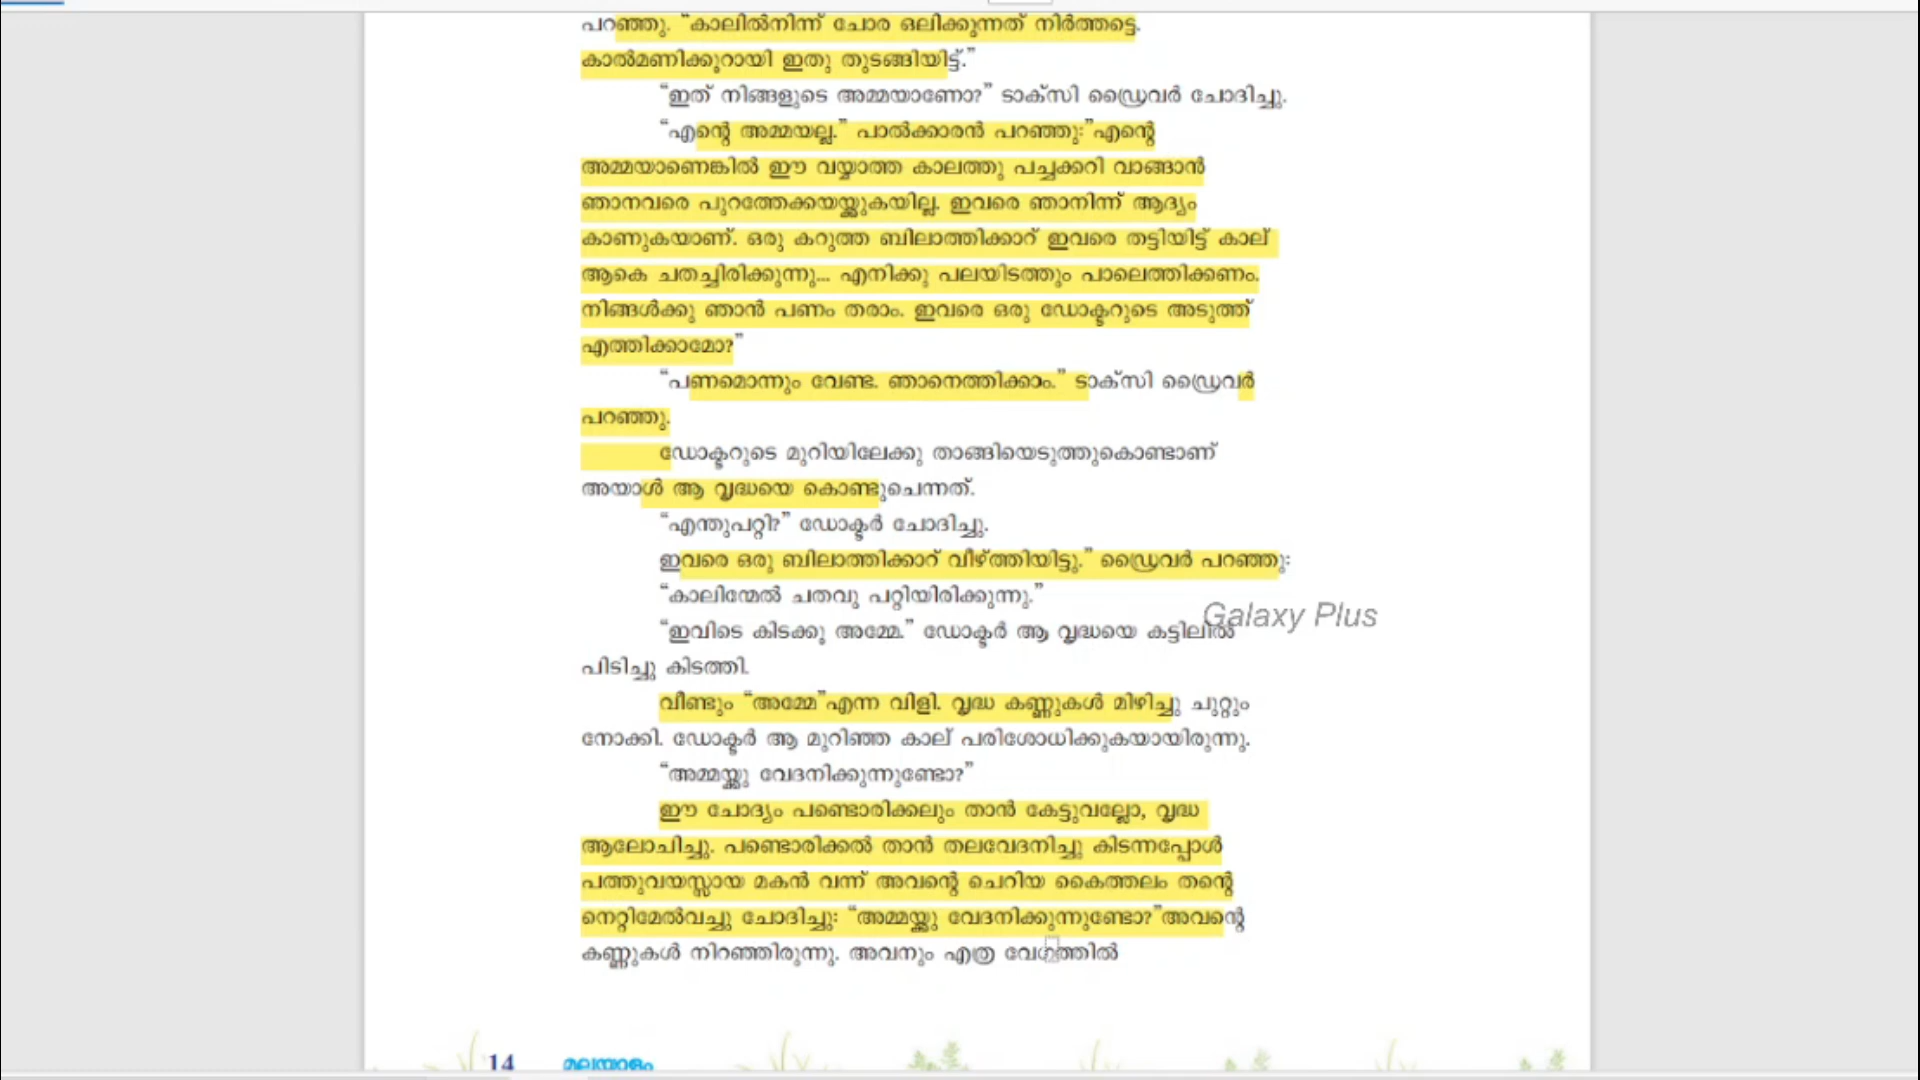 പറഞ്ഞു. “കാലിൽനിന്ന് ചോര ഒലിക്കുന്നത് നിർത്തട്ടെ.
കാൽമണിക്കൂറായി ഇതു തുടങ്ങിയിട്ട്.”
“ഇത് നിങ്ങളുടെ അമ്മയാണോ?” ടാക്സി ഡ്രൈവർ ചോദിച്ചു.
“എന്റെ അമ്മയല്ല.” പാൽക്കാരൻ പറഞ്ഞു:”എന്റെ
അമ്മയാണെങ്കിൽ ഈ വയ്യാത്ത കാലത്തു പച്ചക്കറി വാങ്ങാൻ
ഞാനവരെ പുറത്തേക്കയയ്ക്കുകയില്ല. ഇവരെ ഞാനിന്ന് ആദ്യം
കാണുകയാണ്. ഒരു കറുത്ത ബിലാത്തിക്കാറ് ഇവരെ തട്ടിയിട്ട് കാല്
ആകെ ചതച്ചിരിക്കുന്നു... എനിക്കു പലയിടത്തും പാലെത്തിക്കണം.
നിങ്ങൾക്കു ഞാൻ പണം തരാം. ഇവരെ ഒരു ഡോക്ടറുടെ അടുത്ത്
എത്തിക്കാമോ?”
“പണമൊന്നും വേണ്ട. ഞാനെത്തിക്കാം.” ടാക്സി ഡ്രൈവർ
പറഞ്ഞു.
ഡോക്ടറുടെ മുറിയിലേക്കു താങ്ങിയെടുത്തുകൊണ്ടാണ്
അയാൾ ആ വൃദ്ധയെ കൊണ്ടുചെന്നത്.
“എന്തുപറ്റി?” ഡോക്ടർ ചോദിച്ചു.
ഇവരെ ഒരു ബിലാത്തിക്കാറ് വീഴ്ത്തിയിട്ടു.” ഡ്രൈവർ പറഞ്ഞു:
“കാലിന്മേൽ ചതവു പറ്റിയിരിക്കുന്നു.”
Galaxy Plus
“ഇവിടെ കിടക്കൂ അമ്മേ.” ഡോക്ടർ ആ വൃദ്ധയെ കട്ടിലിൽ
പിടിച്ചു കിടത്തി.
വീണ്ടും “അമ്മേ”എന്ന വിളി. വൃദ്ധ കണ്ണുകൾ മിഴിച്ചു ചുറ്റും
നോക്കി. ഡോക്ടർ ആ മുറിഞ്ഞ കാല് പരിശോധിക്കുകയായിരുന്നു.
“അമ്മയ്ക്കു വേദനിക്കുന്നുണ്ടോ?”
ഈ ചോദ്യം പണ്ടൊരിക്കലും താൻ കേട്ടുവല്ലോ, വൃദ്ധ
ആലോചിച്ചു. പണ്ടൊരിക്കൽ താൻ തലവേദനിച്ചു കിടന്നപ്പോൾ
പത്തുവയസ്സായ മകൻ വന്ന് അവന്റെ ചെറിയ കൈത്തലം തന്റെ
നെറ്റിമേൽവച്ചു ചോദിച്ചു: “അമ്മയ്ക്കു വേദനിക്കുന്നുണ്ടോ?”അവന്റെ
കണ്ണുകൾ നിറഞ്ഞിരുന്നു. അവനും എത്ര വേഗത്തിൽ
14 മലയാളം